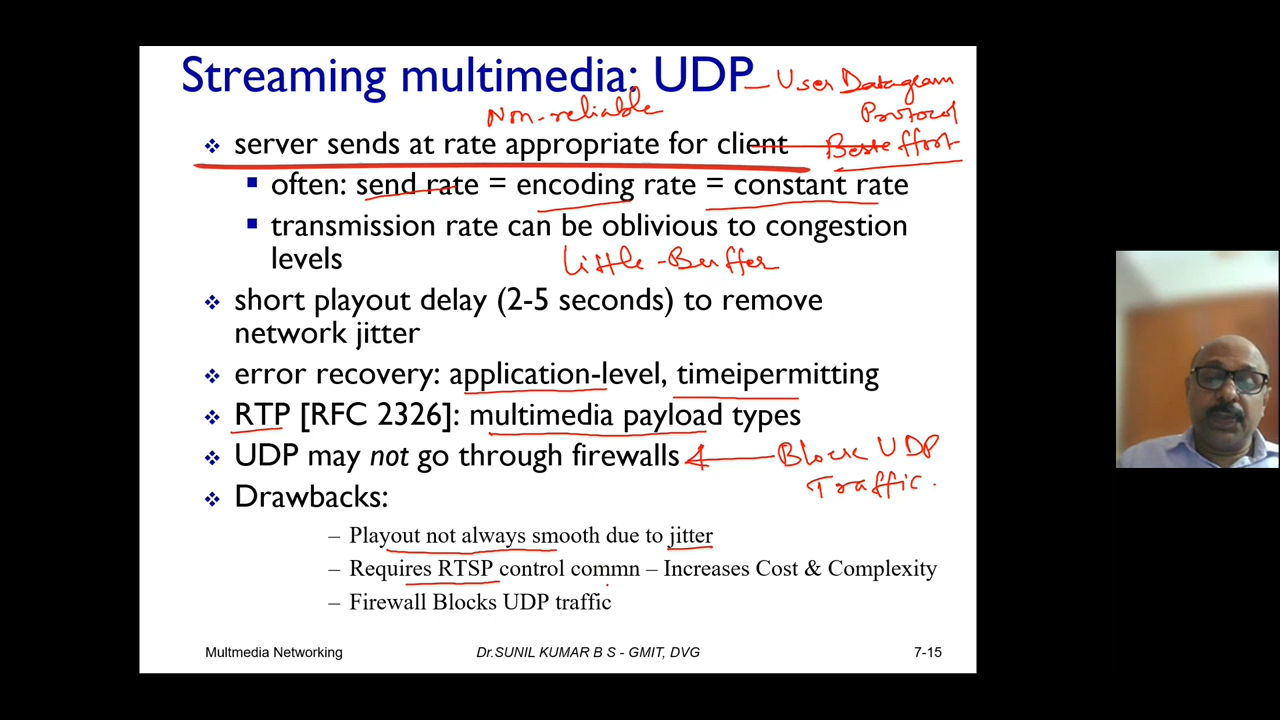 Streaming multimedia: UDP – User Datagram
Non-reliable Protocol
❖ server sends at rate appropriate for client Best effort
▪ often: send rate = encoding rate = constant rate
▪ transmission rate can be oblivious to congestion
levels Little-Buffer
❖ short playout delay (2-5 seconds) to remove
network jitter
❖ error recovery: application-level, timeipermitting
❖ RTP [RFC 2326]: multimedia payload types
❖ UDP may not go through firewalls Block UDP
Traffic.
❖ Drawbacks:
– Playout not always smooth due to jitter
– Requires RTSP control commn – Increases Cost & Complexity
– Firewall Blocks UDP traffic
Multmedia Networking Dr.SUNIL KUMAR B S - GMIT, DVG 7-15